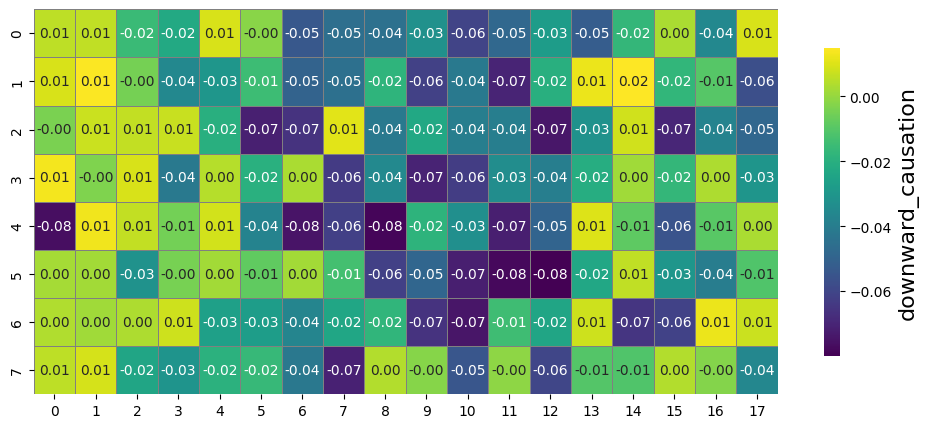 0 0.01 0.01 -0.02 -0.02 0.01 -0.00 -0.05 -0.05 -0.04 -0.03 -0.06 -0.05 -0.03 -0.05 -0.02 0.00 -0.04 0.01
1 0.01 0.01 -0.00 -0.04 -0.03 -0.01 -0.05 -0.05 -0.02 -0.06 -0.04 -0.07 -0.02 0.01 0.02 -0.02 -0.01 -0.06
2 -0.00 0.01 0.01 0.01 -0.02 -0.07 -0.07 0.01 -0.04 -0.02 -0.04 -0.04 -0.07 -0.03 0.01 -0.07 -0.04 -0.05
3 0.01 -0.00 0.01 -0.04 0.00 -0.02 0.00 -0.06 -0.04 -0.07 -0.06 -0.03 -0.04 -0.02 0.00 -0.02 0.00 -0.03
4 -0.08 0.01 0.01 -0.01 0.01 -0.04 -0.08 -0.06 -0.08 -0.02 -0.03 -0.07 -0.05 0.01 -0.01 -0.06 -0.01 0.00
5 0.00 0.00 -0.03 -0.00 0.00 -0.01 0.00 -0.01 -0.06 -0.05 -0.07 -0.08 -0.08 -0.02 0.01 -0.03 -0.04 -0.01
6 0.00 0.00 0.00 0.01 -0.03 -0.03 -0.04 -0.02 -0.02 -0.07 -0.07 -0.01 -0.02 0.01 -0.07 -0.06 0.01 0.01
7 0.01 0.01 -0.02 -0.03 -0.02 -0.02 -0.04 -0.07 0.00 -0.00 -0.05 -0.00 -0.06 -0.01 -0.01 0.00 -0.00 -0.04
0 1 2 3 4 5 6 7 8 9 10 11 12 13 14 15 16 17
0.00
−0.02
−0.04
−0.06
downward_causation